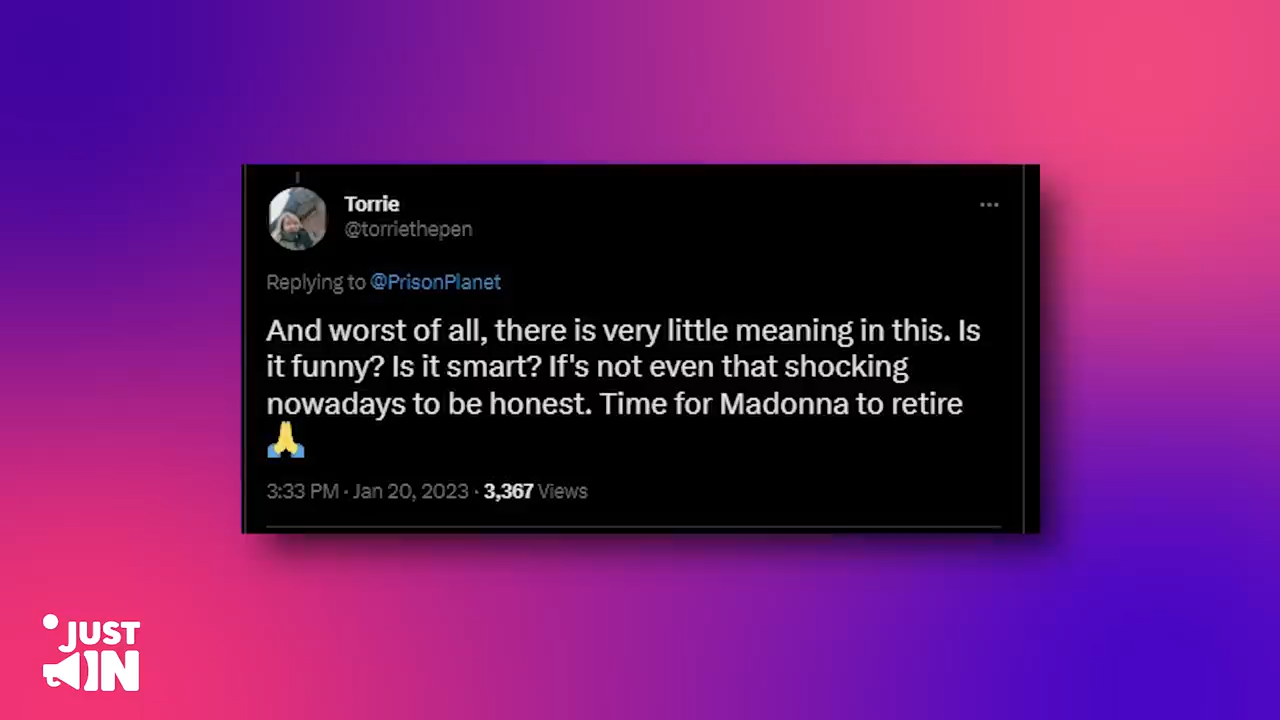 Torrie
@torriethepen
Replying to @PrisonPlanet
And worst of all, there is very little meaning in this. Is
it funny? Is it smart? If's not even that shocking
nowadays to be honest. Time for Madonna to retire
🙏
3:33 PM · Jan 20, 2023 · 3,367 Views
JUST
IN